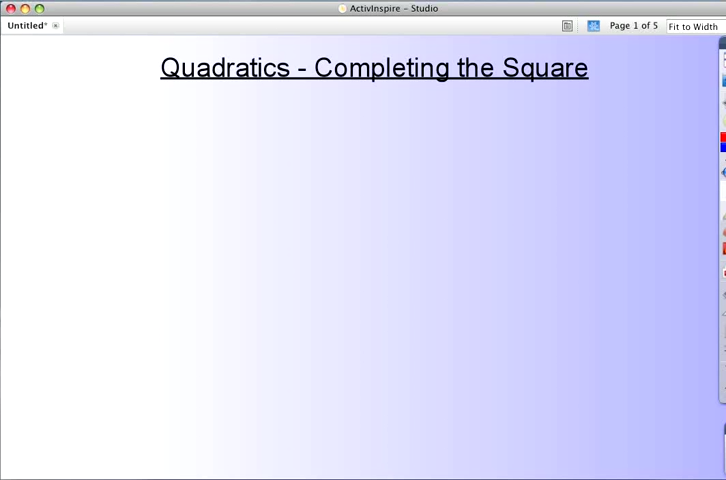 ActivInspire – Studio
Untitled*
Page 1 of 5
Fit to Width
Quadratics - Completing the Square